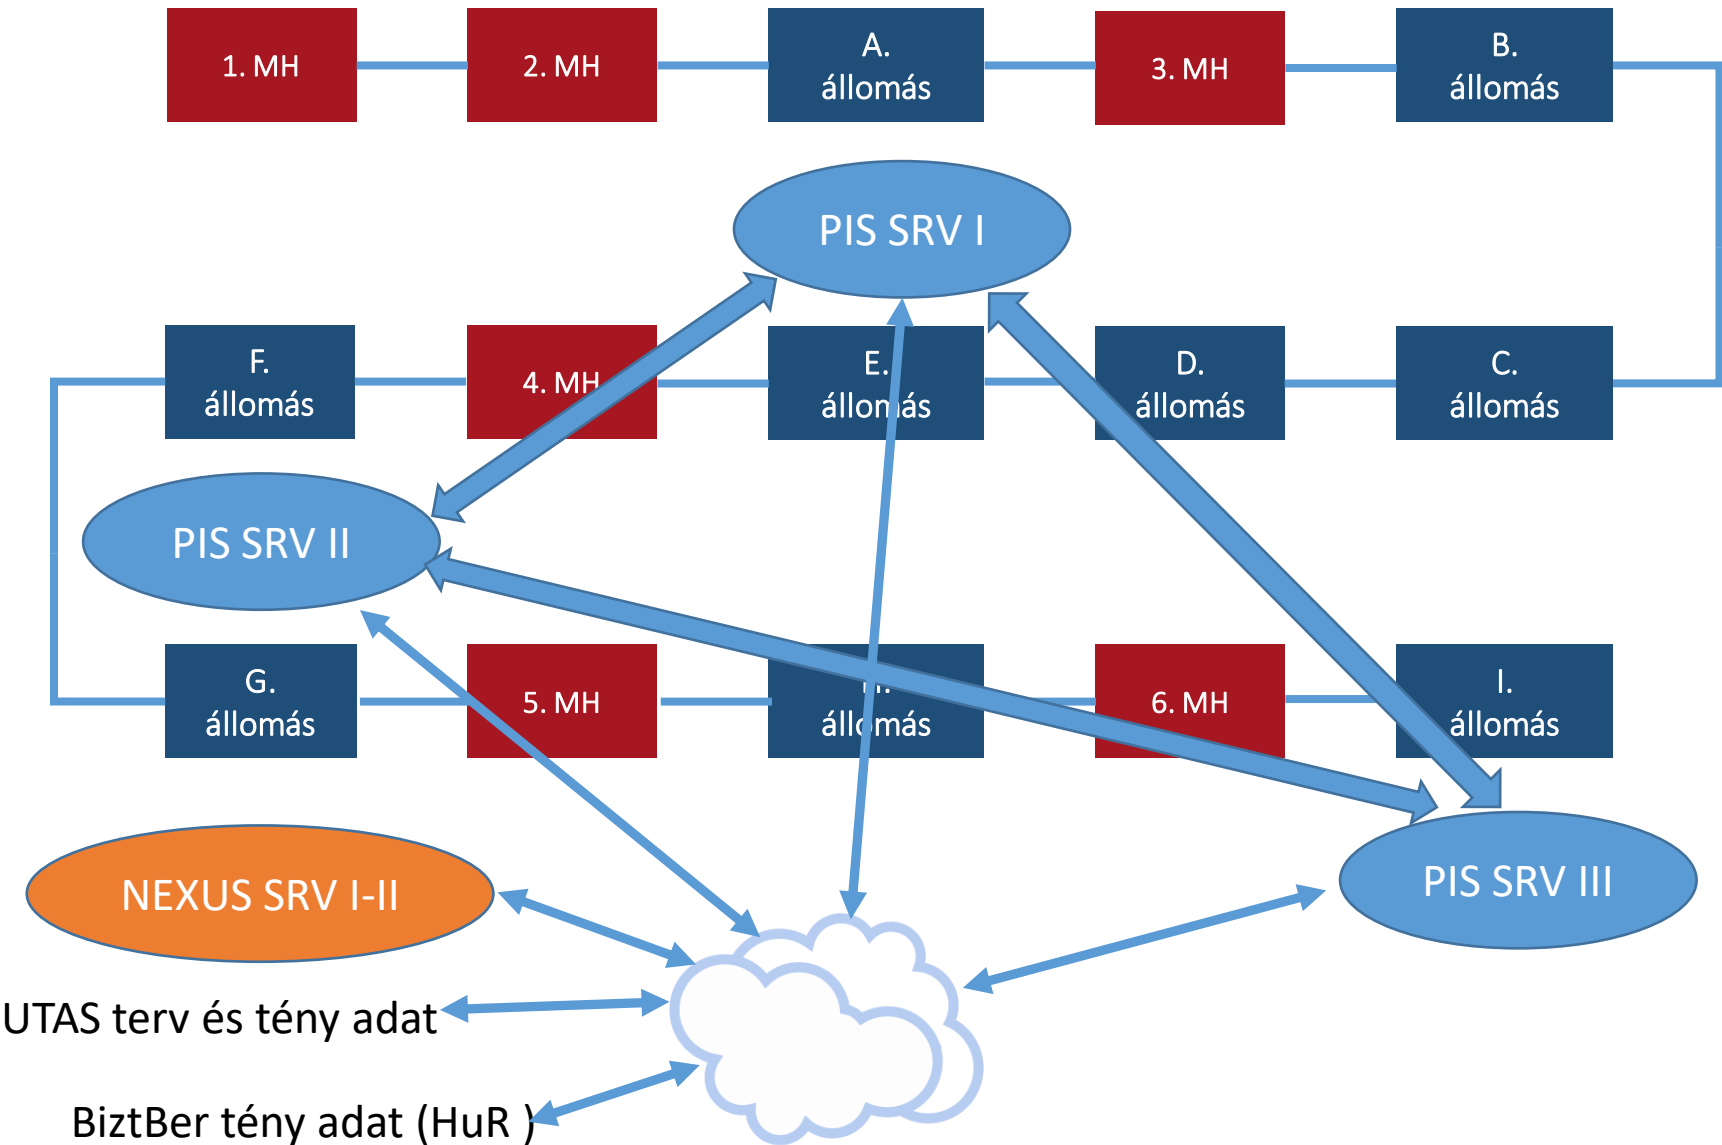 1. MH
2. MH
A.
állomás
3. MH
B.
állomás
PIS SRV I
F.
állomás
4. MH
E.
állomás
D.
állomás
C.
állomás
PIS SRV II
G.
állomás
5. MH
állomás
6. MH
I.
állomás
NEXUS SRV I-II
PIS SRV III
UTAS terv és tény adat
BiztBer tény adat (HuR )